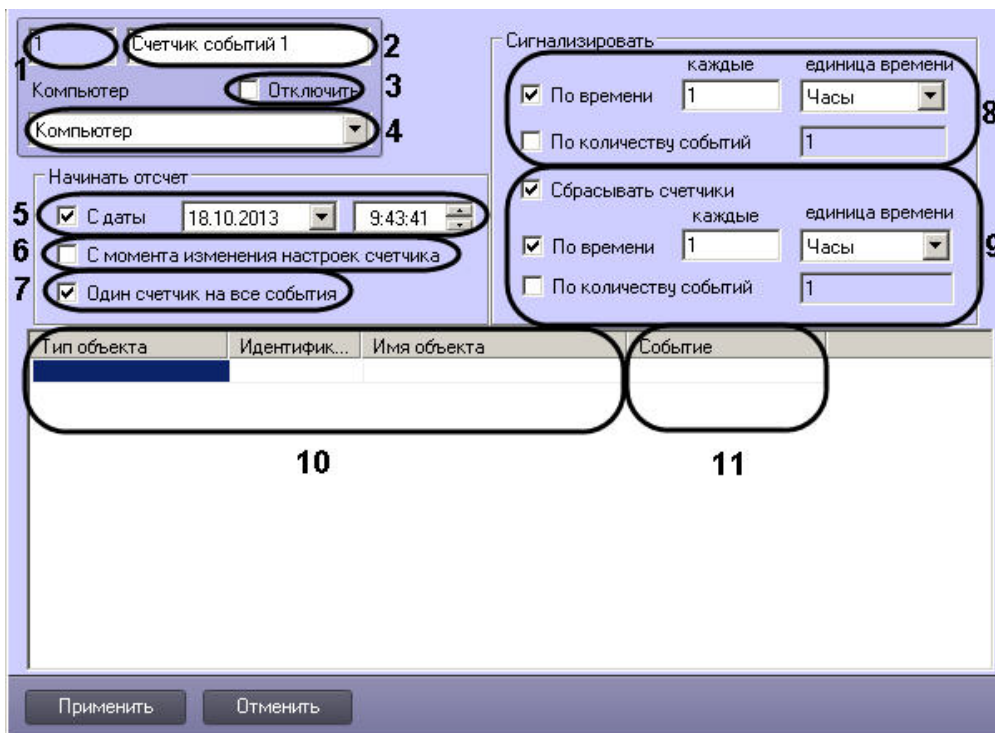 1 Счетчик событий 1 2
1
Компьютер Отключить 3
Компьютер 4
Начинать отсчет
5 С даты 18.10.2013 9:43:41
6 С момента изменения настроек счетчика
7 Один счетчик на все события
Сигнализировать
каждые единица времени
По времени 1 Часы 8
По количеству событий 1
Сбрасывать счетчики
каждые единица времени
По времени 1 Часы 9
По количеству событий 1
Тип объекта Идентифик... Имя объекта Событие
10 11
Применить Отменить